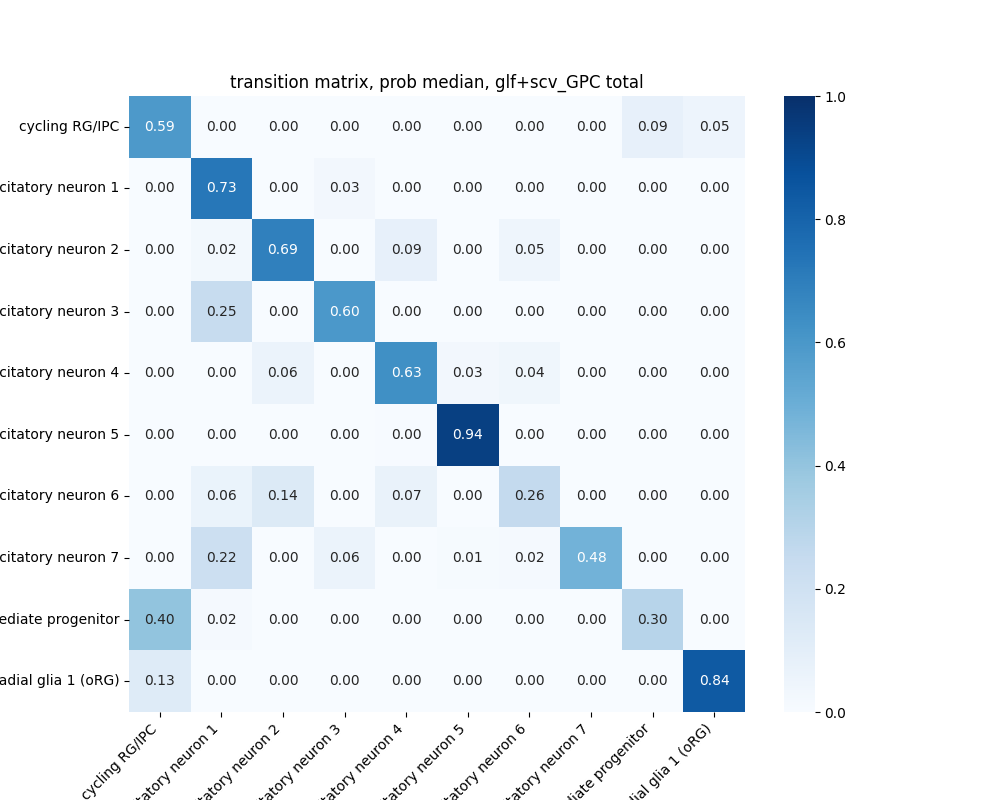 transition matrix, prob median, glf+scv_GPC total
cycling RG/IPC 0.59 0.00 0.00 0.00 0.00 0.00 0.00 0.00 0.09 0.05
citatory neuron 1 0.00 0.73 0.00 0.03 0.00 0.00 0.00 0.00 0.00 0.00
citatory neuron 2 0.00 0.02 0.69 0.00 0.09 0.00 0.05 0.00 0.00 0.00
citatory neuron 3 0.00 0.25 0.00 0.60 0.00 0.00 0.00 0.00 0.00 0.00
citatory neuron 4 0.00 0.00 0.06 0.00 0.63 0.03 0.04 0.00 0.00 0.00
citatory neuron 5 0.00 0.00 0.00 0.00 0.00 0.94 0.00 0.00 0.00 0.00
citatory neuron 6 0.00 0.06 0.14 0.00 0.07 0.00 0.26 0.00 0.00 0.00
citatory neuron 7 0.00 0.22 0.00 0.06 0.00 0.01 0.02 0.48 0.00 0.00
ediate progenitor 0.40 0.02 0.00 0.00 0.00 0.00 0.00 0.00 0.30 0.00
adial glia 1 (oRG) 0.13 0.00 0.00 0.00 0.00 0.00 0.00 0.00 0.00 0.84
cycling RG/IPC
tatory neuron 1
itatory neuron 2
tatory neuron 3
tatory neuron 4
tatory neuron 5
tatory neuron 6
tatory neuron 7
diate progenitor
dial glia 1 (oRG)
1.0
0.8
0.6
0.4
0.2
0.0